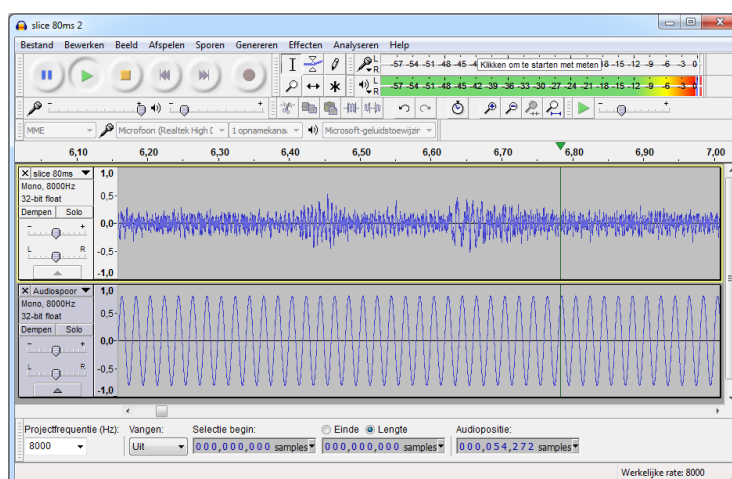 slice 80ms 2
Bestand Bewerken Beeld Afspelen Sporen Genereren Effecten Analyseren Help
L R -57 -54 -51 -48 -45 -4 Klikken om te starten met meten 18 -15 -12 -9 -6 -3 0
L R -57 -54 -51 -48 -45 -42 -39 -36 -33 -30 -27 -24 -21 -18 -15 -12 -9 -6 -3 0
- + - + - +
MME Microfoon (Realtek High D 1 opnamekana Microsoft-geluidstoewijzir
6,10 6,20 6,30 6,40 6,50 6,60 6,70 6,80 6,90 7,00
X slice 80ms 1,0
Mono, 8000Hz
32-bit float 0,5-
Dempen Solo
- + 0,0-
L R -0,5-
-1,0
X Audiospoor 1,0
Mono, 8000Hz
32-bit float 0,5-
Dempen Solo
- + 0,0-
L R -0,5-
-1,0
Projectfrequentie (Hz): Vangen: Selectie begin: Einde Lengte Audiopositie:
8000 Uit 000,000,000 samples 000,000,000 samples 000,054,272 samples
Werkelijke rate: 8000